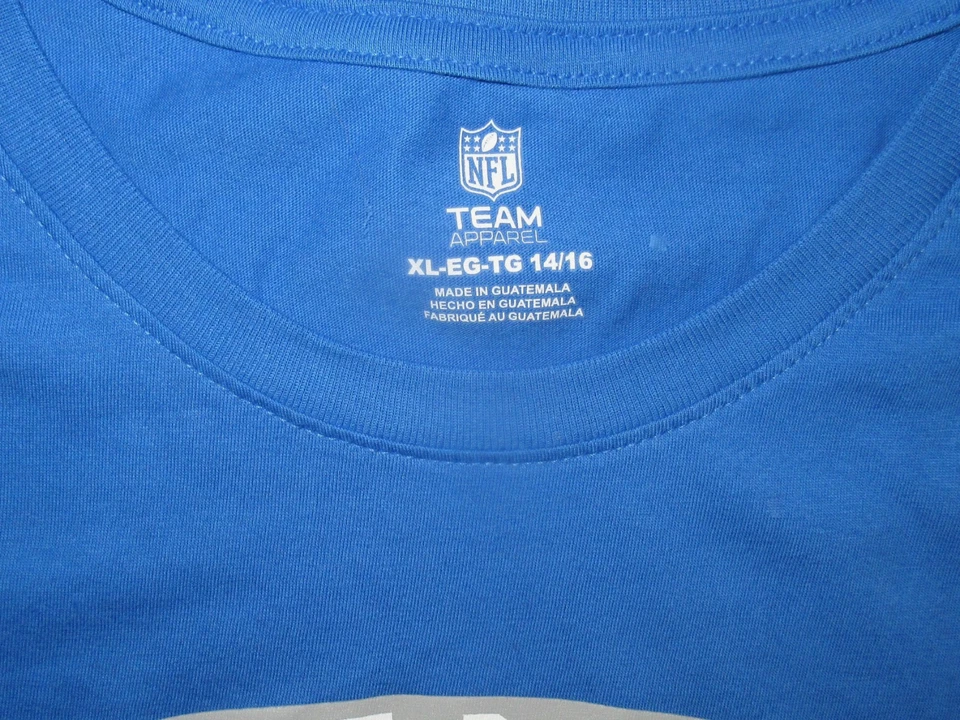 NFL
TEAM
APPAREL
XL-EG-TG 14/16
MADE IN GUATEMALA
HECHO EN GUATEMALA
FABRIQUÉ AU GUATEMALA